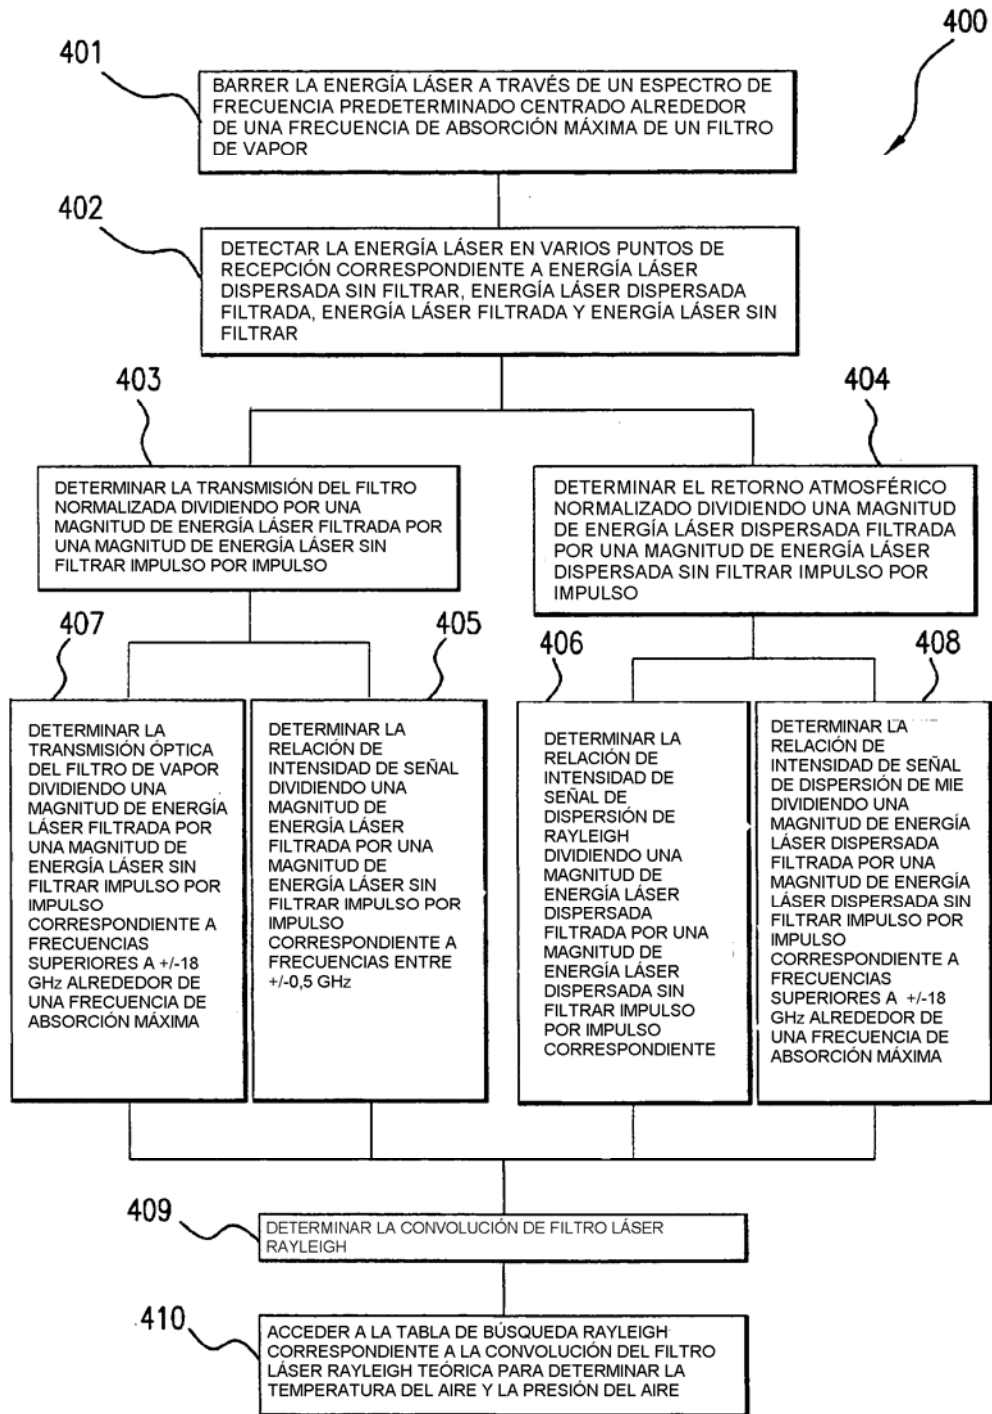 400
401
BARRER LA ENERGÍA LÁSER A TRAVÉS DE UN ESPECTRO DE
FRECUENCIA PREDETERMINADO CENTRADO ALREDEDOR
DE UNA FRECUENCIA DE ABSORCIÓN MÁXIMA DE UN FILTRO
DE VAPOR
402
DETECTAR LA ENERGÍA LÁSER EN VARIOS PUNTOS DE
RECEPCIÓN CORRESPONDIENTE A ENERGÍA LÁSER
DISPERSADA SIN FILTRAR, ENERGÍA LÁSER DISPERSADA
FILTRADA, ENERGÍA LÁSER FILTRADA Y ENERGÍA LÁSER SIN
FILTRAR
403
DETERMINAR LA TRANSMISIÓN DEL FILTRO
NORMALIZADA DIVIDIENDO POR UNA
MAGNITUD DE ENERGÍA LÁSER FILTRADA POR
UNA MAGNITUD DE ENERGÍA LÁSER SIN
FILTRAR IMPULSO POR IMPULSO
404
DETERMINAR EL RETORNO ATMOSFÉRICO
NORMALIZADO DIVIDIENDO UNA MAGNITUD
DE ENERGÍA LÁSER DISPERSADA FILTRADA
POR UNA MAGNITUD DE ENERGÍA LÁSER
DISPERSADA SIN FILTRAR IMPULSO POR
IMPULSO
407
DETERMINAR LA
TRANSMISIÓN ÓPTICA
DEL FILTRO DE VAPOR
DIVIDIENDO UNA
MAGNITUD DE ENERGÍA
LÁSER FILTRADA POR
UNA MAGNITUD DE
ENERGÍA LÁSER SIN
FILTRAR IMPULSO POR
IMPULSO
CORRESPONDIENTE A
FRECUENCIAS
SUPERIORES A +/-18
GHz ALREDEDOR DE
UNA FRECUENCIA DE
ABSORCIÓN MÁXIMA
405
DETERMINAR LA
RELACIÓN DE
INTENSIDAD DE SEÑAL
DIVIDIENDO UNA
MAGNITUD DE
ENERGÍA LÁSER
FILTRADA POR UNA
MAGNITUD DE
ENERGÍA LÁSER SIN
FILTRAR IMPULSO POR
IMPULSO
CORRESPONDIENTE A
FRECUENCIAS ENTRE
+/-0,5 GHz
406
DETERMINAR LA
RELACIÓN DE
INTENSIDAD DE
SEÑAL DE
DISPERSIÓN DE
RAYLEIGH
DIVIDIENDO UNA
MAGNITUD DE
ENERGÍA LÁSER
DISPERSADA
FILTRADA POR UNA
MAGNITUD DE
ENERGÍA LÁSER
DISPERSADA SIN
FILTRAR IMPULSO
POR IMPULSO
CORRESPONDIENTE
408
DETERMINAR LA
RELACIÓN DE
INTENSIDAD DE SEÑAL
DE DISPERSIÓN DE MIE
DIVIDIENDO UNA
MAGNITUD DE ENERGÍA
LÁSER DISPERSADA
FILTRADA POR UNA
MAGNITUD DE ENERGÍA
LÁSER DISPERSADA SIN
FILTRAR IMPULSO POR
IMPULSO
CORRESPONDIENTE A
FRECUENCIAS
SUPERIORES A +/-18
GHz ALREDEDOR DE
UNA FRECUENCIA DE
ABSORCIÓN MÁXIMA
409
DETERMINAR LA CONVOLUCIÓN DE FILTRO LÁSER
RAYLEIGH
410
ACCEDER A LA TABLA DE BÚSQUEDA RAYLEIGH
CORRESPONDIENTE A LA CONVOLUCIÓN DEL FILTRO
LÁSER RAYLEIGH TEÓRICA PARA DETERMINAR LA
TEMPERATURA DEL AIRE Y LA PRESIÓN DEL AIRE